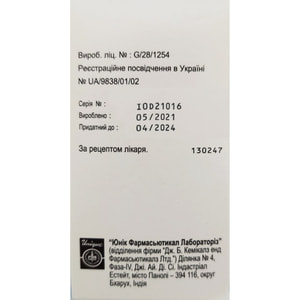 Вироб. ліц. № : G/28/1254
Реєстраційне посвідчення в Україні
№ UA/9838/01/02
Серія №: IOD21016
Вироблено: 05/2021
Придатний до: 04/2024
За рецептом лікаря. 130247
Unique
"Юнік Фармасьютикал Лабораторіз"
(відділення фірми "Дж. Б. Кемікалз енд
Фармасьютикалз Лтд.") Ділянка № 4,
Фаза-IV, Джі. Ай. Ді. Сі. Індастріал
Естейт, місто Панолі - 394 116, округ
Бхарух, Індія